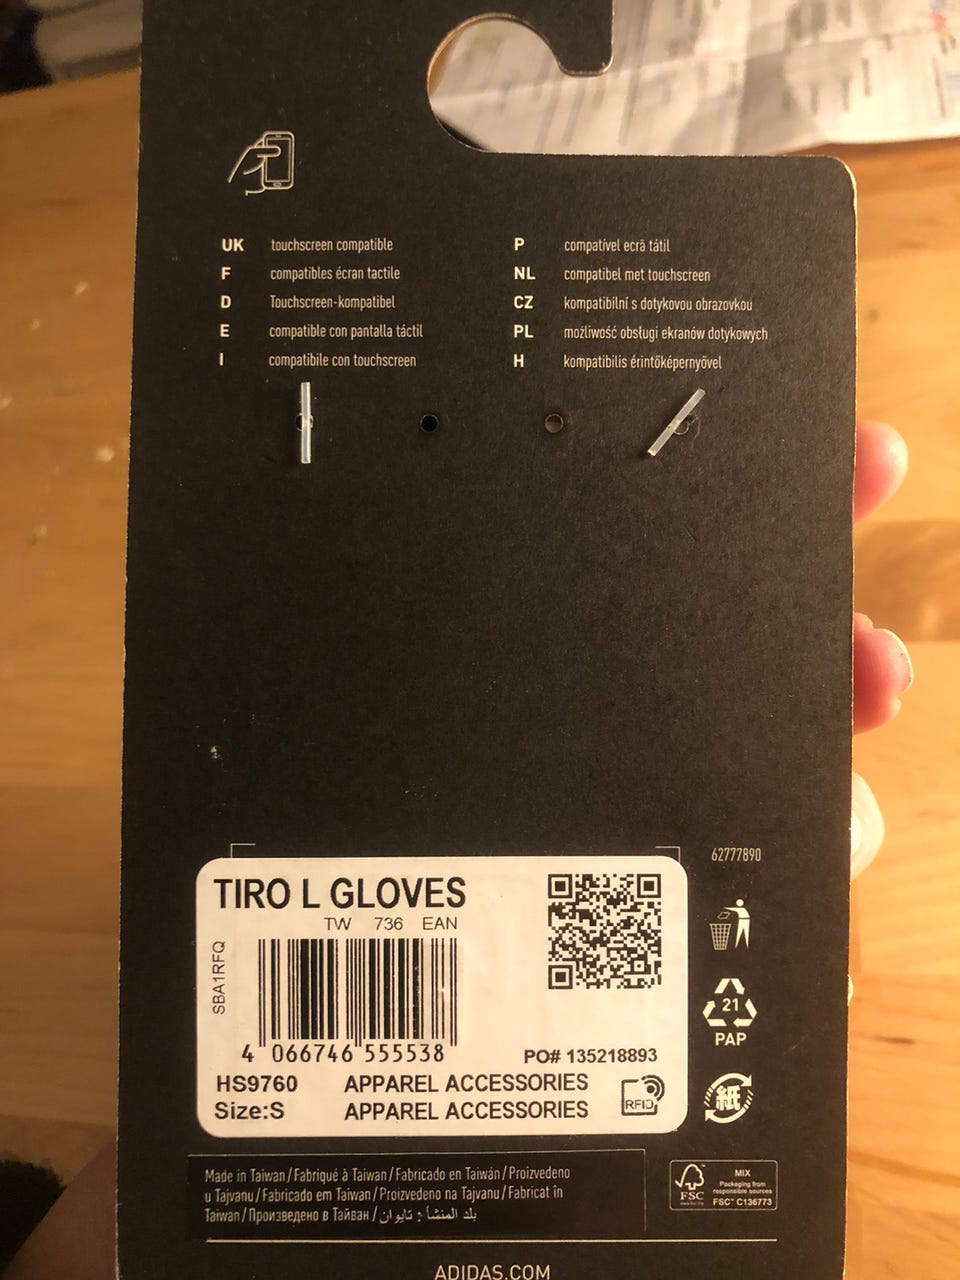 UK touchscreen compatible
F compatibles écran tactile
D Touchscreen-kompatibel
E compatible con pantalla táctil
I compatibile con touchscreen
P compatível ecrã tátil
NL compatibel met touchscreen
CZ kompatibilní s dotykovou obrazovkou
PL możliwość obsługi ekranów dotykowych
H kompatibilis érintőképernyővel
62777890
TIRO L GLOVES
TW 736 EAN
SBA1RFQ
4 066746 555538
PO# 135218893
HS9760 APPAREL ACCESSORIES
Size:S APPAREL ACCESSORIES
RFID
21
PAP
紙
Made in Taiwan / Fabriqué à Taiwan / Fabricado en Taiwán / Proizvedeno
u Tajvanu / Fabricado em Taiwan / Proizvedeno na Tajvanu / Fabricat în
Taiwan / Произведено в Тайван / بلد المنشأ: تايوان
FSC
www.fsc.org
MIX
Packaging from
responsible sources
FSC™ C136773
ADIDAS.COM